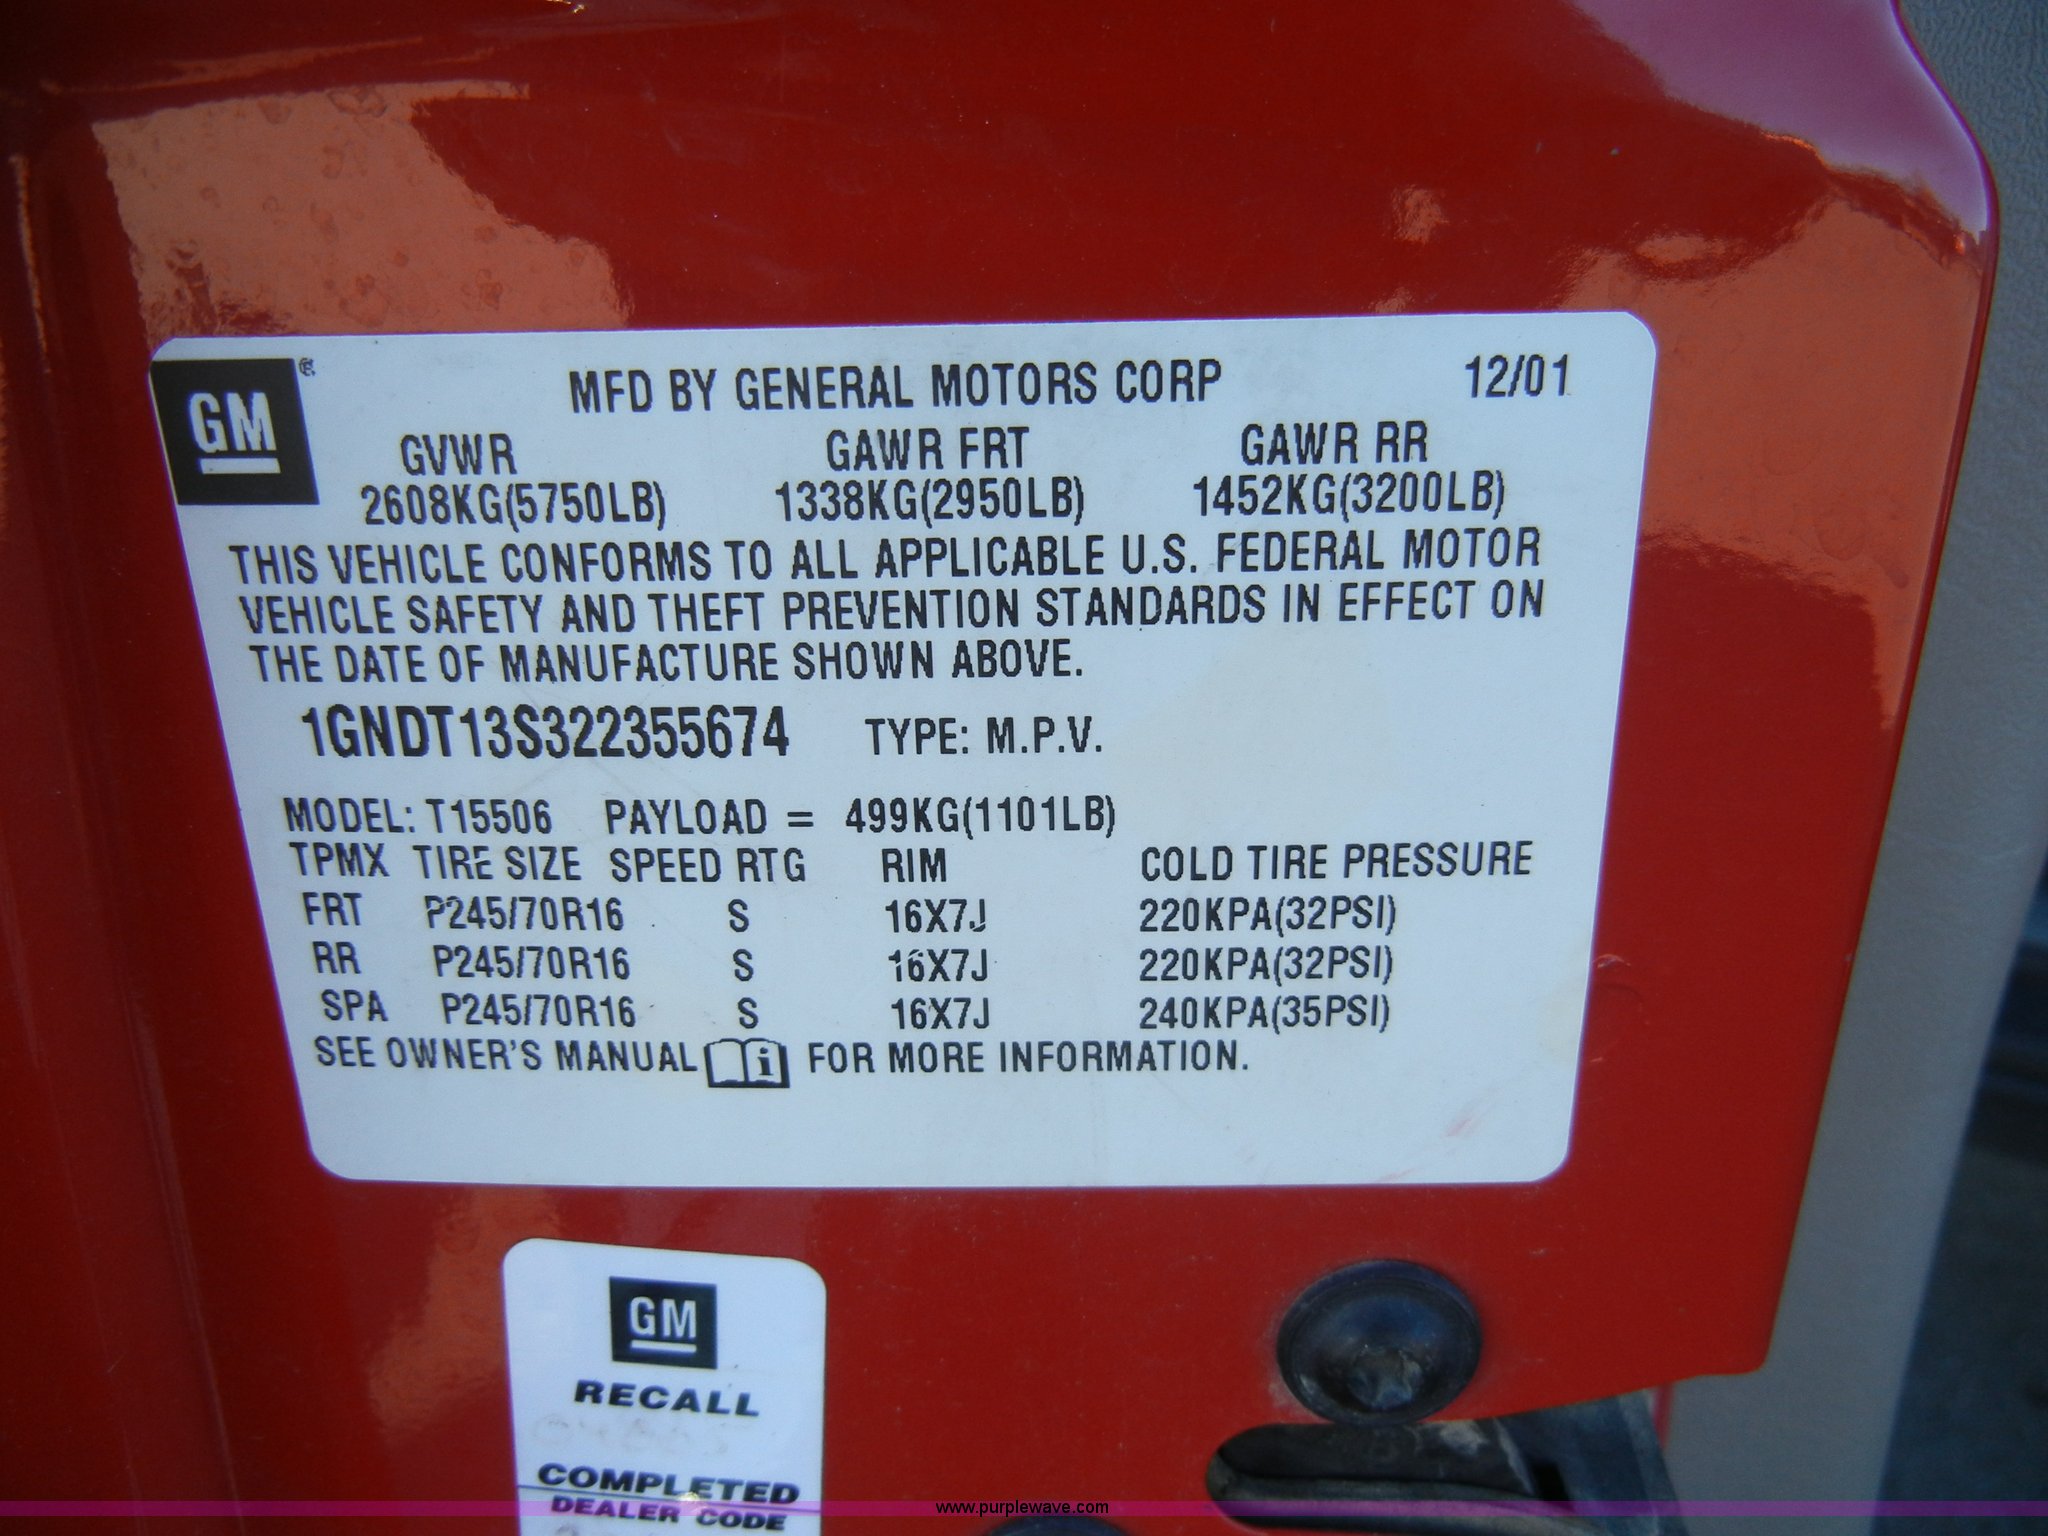 GM ®
MFD BY GENERAL MOTORS CORP 12/01
GVWR GAWR FRT GAWR RR
2608KG(5750LB) 1338KG(2950LB) 1452KG(3200LB)
THIS VEHICLE CONFORMS TO ALL APPLICABLE U.S. FEDERAL MOTOR
VEHICLE SAFETY AND THEFT PREVENTION STANDARDS IN EFFECT ON
THE DATE OF MANUFACTURE SHOWN ABOVE.
1GNDT13S322355674 TYPE: M.P.V.
MODEL: T15506 PAYLOAD = 499KG(1101LB)
TPMX TIRE SIZE SPEED RTG RIM COLD TIRE PRESSURE
FRT P245/70R16 S 16X7J 220KPA(32PSI)
RR P245/70R16 S 16X7J 220KPA(32PSI)
SPA P245/70R16 S 16X7J 240KPA(35PSI)
SEE OWNER'S MANUAL i FOR MORE INFORMATION.
GM
RECALL
COMPLETED
DEALER CODE
www.purplewave.com